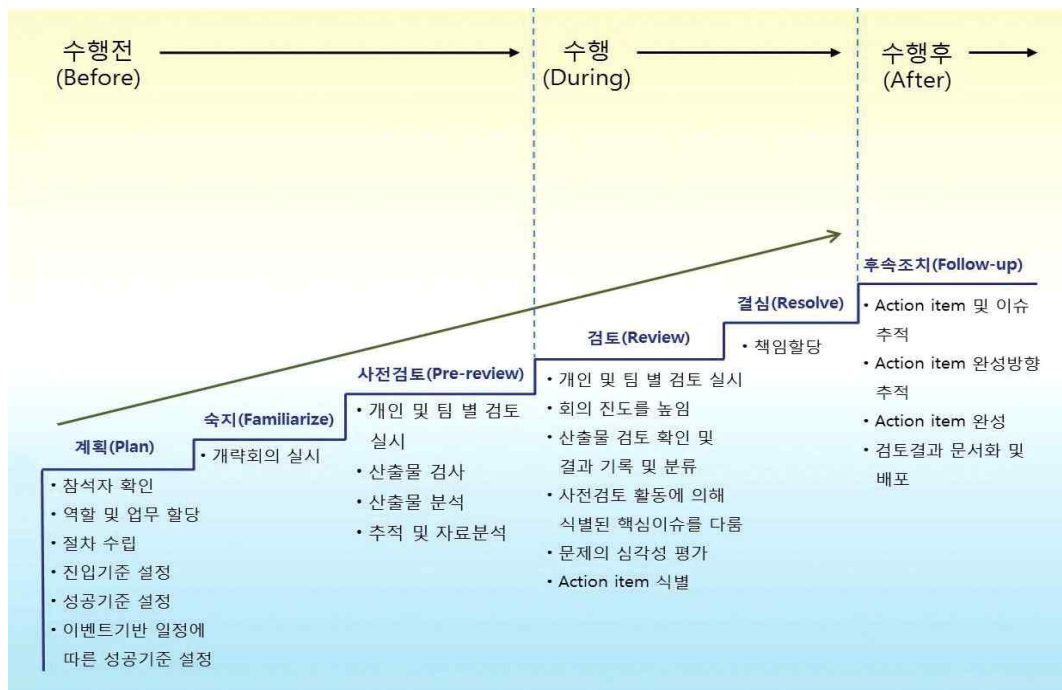 수행전
(Before)
수행
(During)
수행후
(After)
계획(Plan)
• 참석자 확인
• 역할 및 업무 할당
• 절차 수립
• 진입기준 설정
• 성공기준 설정
• 이벤트기반 일정에
따른 성공기준 설정
숙지(Familiarize)
• 개략회의 실시
사전검토(Pre-review)
• 개인 및 팀 별 검토
실시
• 산출물 검사
• 산출물 분석
• 추적 및 자료분석
검토(Review)
• 개인 및 팀 별 검토 실시
• 회의 진도를 높임
• 산출물 검토 확인 및
결과 기록 및 분류
• 사전검토 활동에 의해
식별된 핵심이슈를 다룸
• 문제의 심각성 평가
• Action item 식별
결심(Resolve)
• 책임할당
후속조치(Follow-up)
• Action item 및 이슈
추적
• Action item 완성방향
추적
• Action item 완성
• 검토결과 문서화 및
배포